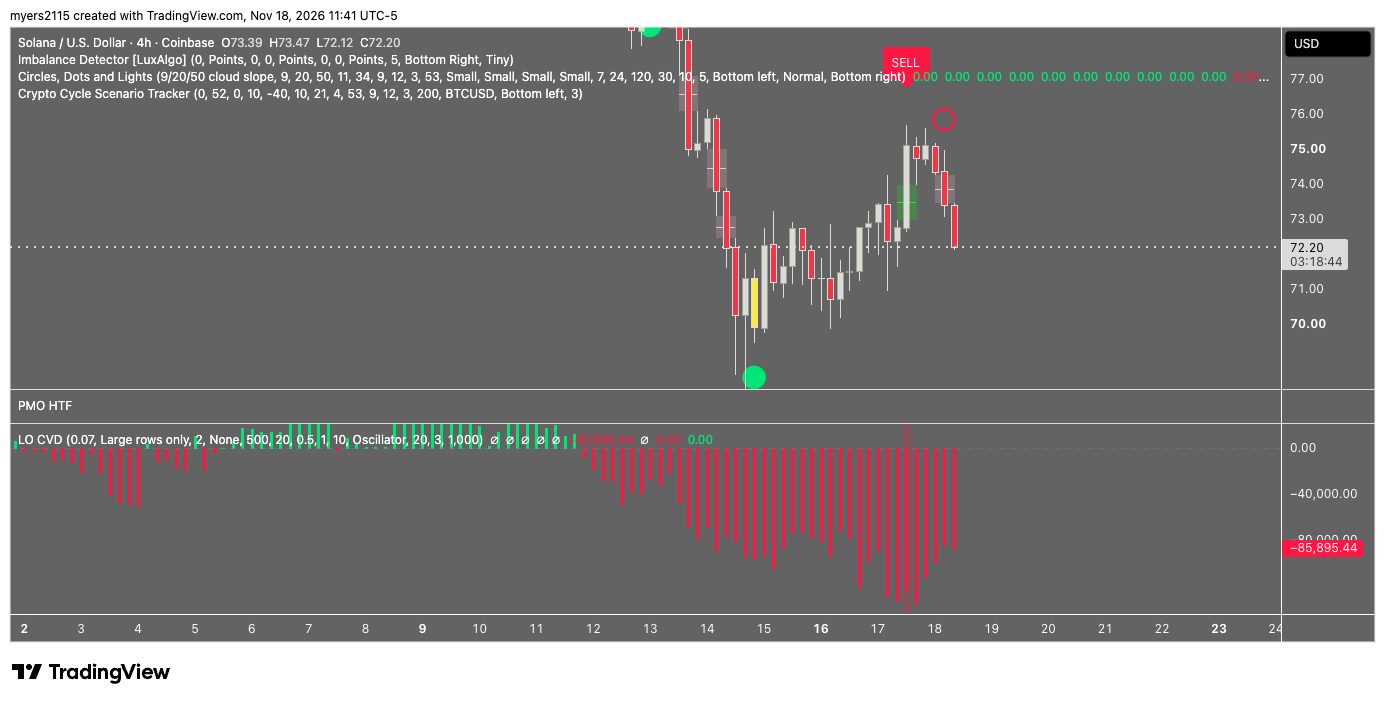 myers2115 created with TradingView.com, Nov 18, 2026 11:41 UTC-5
Solana / U.S. Dollar · 4h · Coinbase O73.39 H73.47 L72.12 C72.20
Imbalance Detector [LuxAlgo] (0, Points, 0, 0, Points, 0, 0, Points, 5, Bottom Right, Tiny)
Circles, Dots and Lights (9/20/50 cloud slope, 9, 20, 50, 11, 34, 9, 12, 3, 53, Small, Small, Small, Small, 7, 24, 120, 30, 10, 5, Bottom left, Normal, Bottom right) 0.00 0.00 0.00 0.00 0.00 0.00 0.00 0.00 0.00 0.00 0.00...
Crypto Cycle Scenario Tracker (0, 52, 0, 10, −40, 10, 21, 4, 53, 9, 12, 3, 200, BTCUSD, Bottom left, 3)
SELL
USD
77.00
76.00
75.00
74.00
73.00
72.20
03:18:44
71.00
70.00
PMO HTF
LO CVD (0.07, Large rows only, 2, None, 500, 20, 0.5, 1, 10, Oscillator, 20, 3, 1,000) ∅ ∅ ∅ ∅ ∅ −85,895.44 ∅ 0.00 0.00
0.00
−40,000.00
−80,000.00
−85,895.44
2 3 4 5 6 7 8 9 10 11 12 13 14 15 16 17 18 19 20 21 22 23 24
TradingView